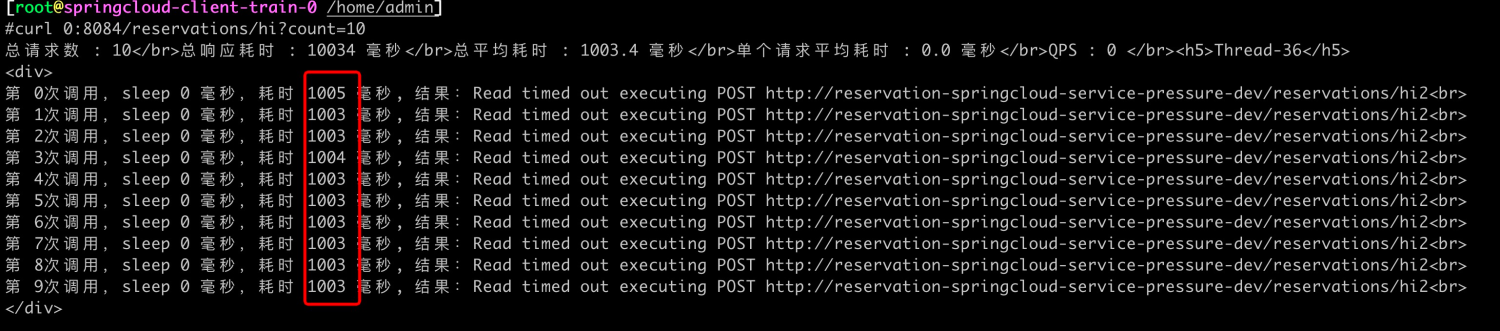 [root@springcloud-client-train-0 /home/admin]
#curl 0:8084/reservations/hi?count=10
总请求数 : 10</br>总响应耗时 : 10034 毫秒</br>总平均耗时 : 1003.4 毫秒</br>单个请求平均耗时 : 0.0 毫秒</br>QPS : 0 </br><h5>Thread-36</h5>
<div>
第 0次调用, sleep 0 毫秒, 耗时 1005 毫秒, 结果: Read timed out executing POST http://reservation-springcloud-service-pressure-dev/reservations/hi2<br>
第 1次调用, sleep 0 毫秒, 耗时 1003 毫秒, 结果: Read timed out executing POST http://reservation-springcloud-service-pressure-dev/reservations/hi2<br>
第 2次调用, sleep 0 毫秒, 耗时 1003 毫秒, 结果: Read timed out executing POST http://reservation-springcloud-service-pressure-dev/reservations/hi2<br>
第 3次调用, sleep 0 毫秒, 耗时 1004 毫秒, 结果: Read timed out executing POST http://reservation-springcloud-service-pressure-dev/reservations/hi2<br>
第 4次调用, sleep 0 毫秒, 耗时 1003 毫秒, 结果: Read timed out executing POST http://reservation-springcloud-service-pressure-dev/reservations/hi2<br>
第 5次调用, sleep 0 毫秒, 耗时 1003 毫秒, 结果: Read timed out executing POST http://reservation-springcloud-service-pressure-dev/reservations/hi2<br>
第 6次调用, sleep 0 毫秒, 耗时 1003 毫秒, 结果: Read timed out executing POST http://reservation-springcloud-service-pressure-dev/reservations/hi2<br>
第 7次调用, sleep 0 毫秒, 耗时 1003 毫秒, 结果: Read timed out executing POST http://reservation-springcloud-service-pressure-dev/reservations/hi2<br>
第 8次调用, sleep 0 毫秒, 耗时 1003 毫秒, 结果: Read timed out executing POST http://reservation-springcloud-service-pressure-dev/reservations/hi2<br>
第 9次调用, sleep 0 毫秒, 耗时 1003 毫秒, 结果: Read timed out executing POST http://reservation-springcloud-service-pressure-dev/reservations/hi2<br>
</div>